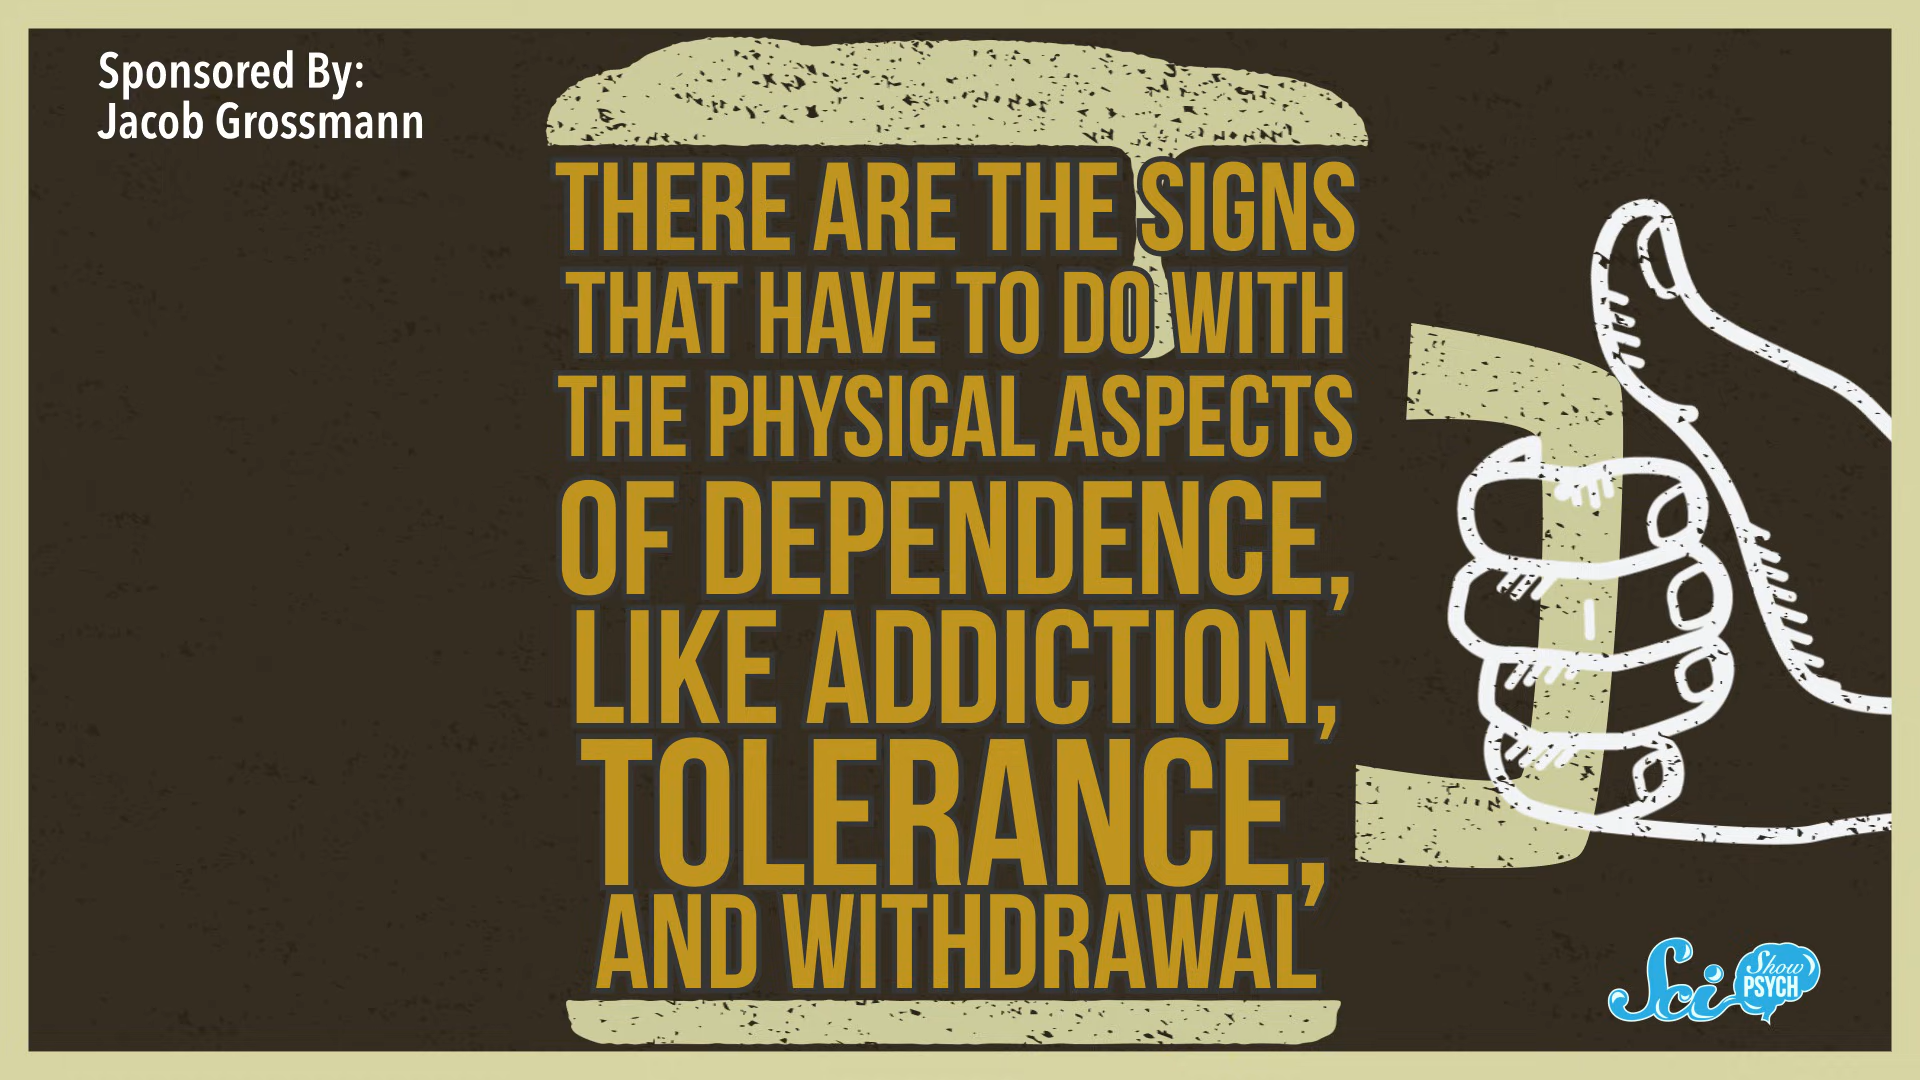 Sponsored By:
Jacob Grossmann
THERE ARE THE SIGNS
THAT HAVE TO DO WITH
THE PHYSICAL ASPECTS
OF DEPENDENCE,
LIKE ADDICTION,
TOLERANCE,
AND WITHDRAWAL
Sci Show
PSYCH